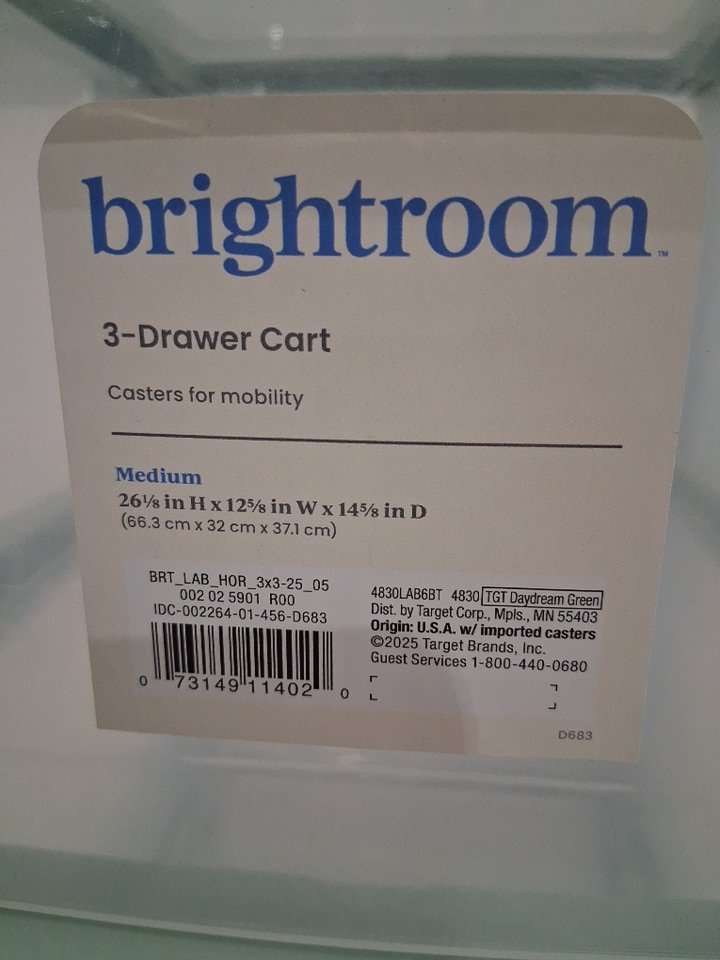 brightroom™
3-Drawer Cart
Casters for mobility
Medium
26⅛ in H x 12⅝ in W x 14⅝ in D
(66.3 cm x 32 cm x 37.1 cm)
BRT_LAB_HOR_3x3-25_05
002 02 5901 R00
IDC-002264-01-456-D683
0 73149 11402 0
4830LAB6BT 4830 TGT Daydream Green
Dist. by Target Corp., Mpls., MN 55403
Origin: U.S.A. w/ imported casters
©2025 Target Brands, Inc.
Guest Services 1-800-440-0680
D683